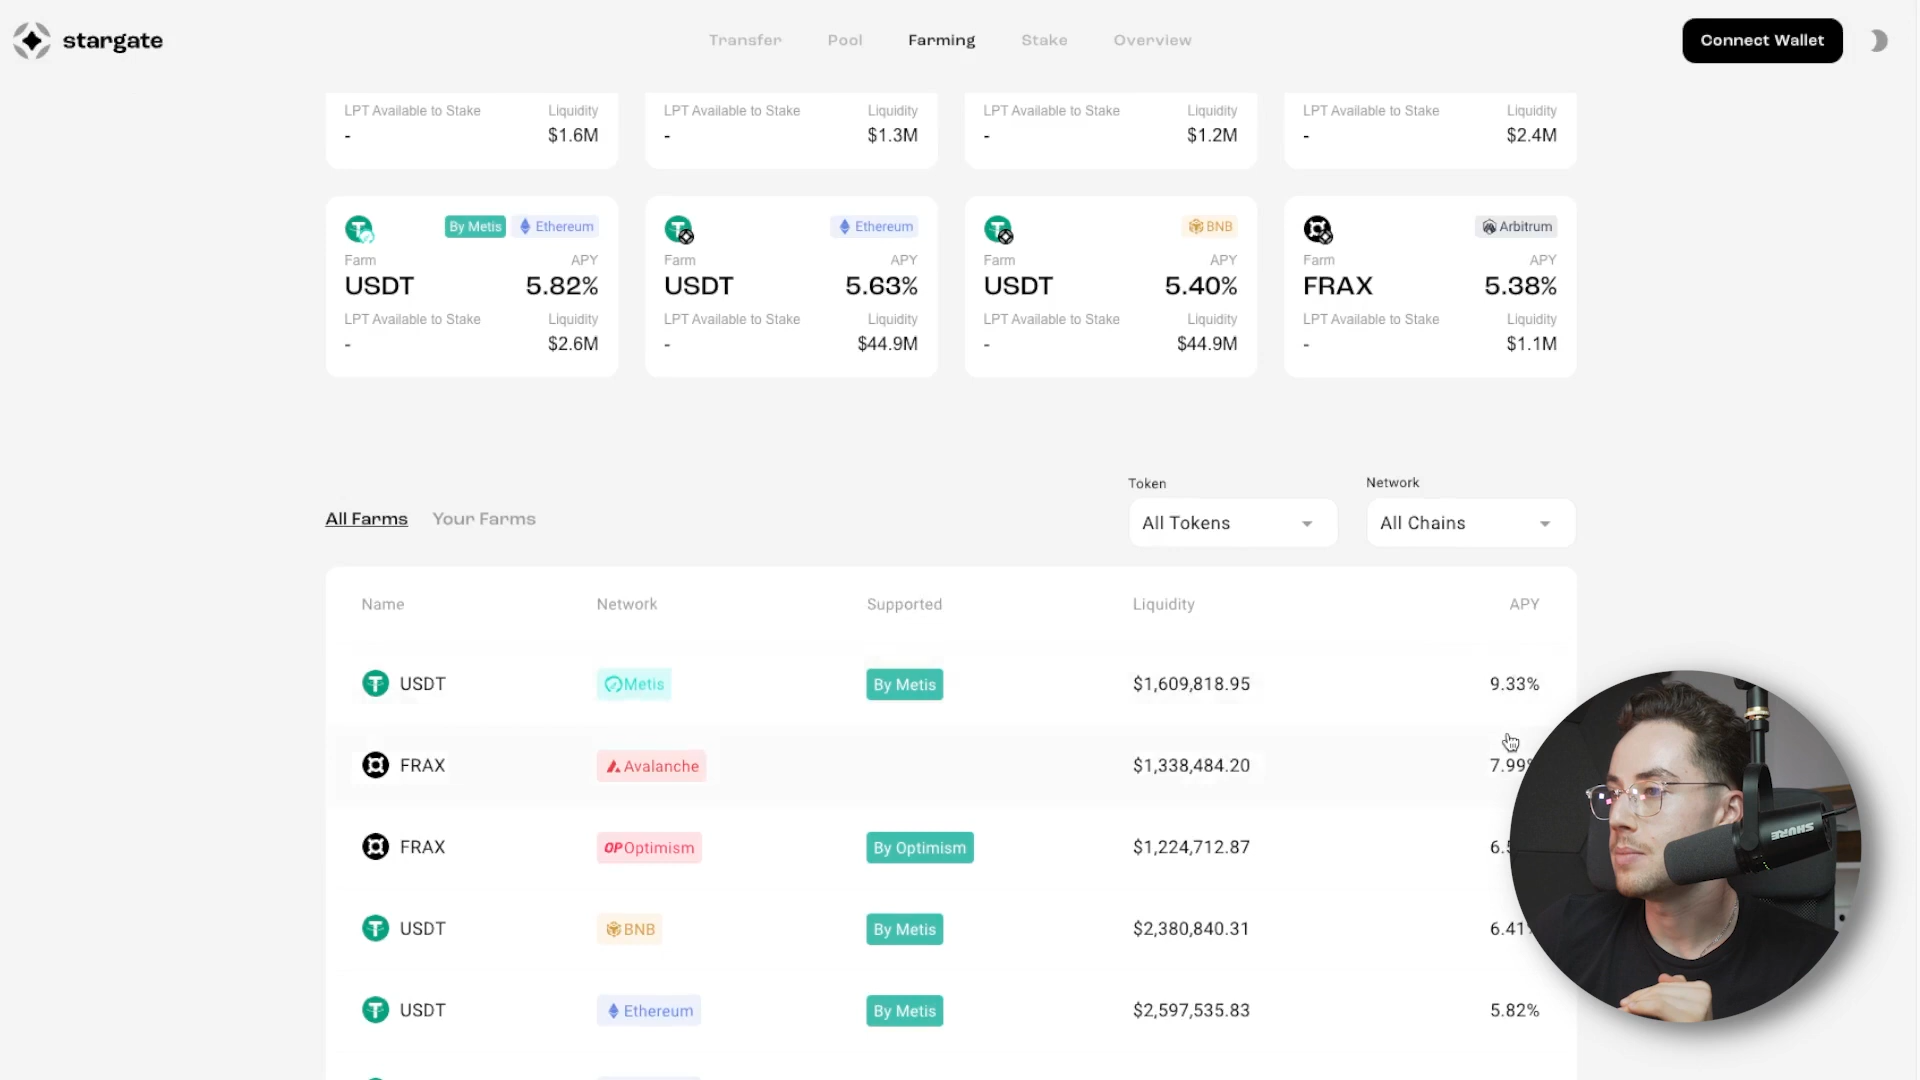 stargate
Transfer Pool Farming Stake Overview
Connect Wallet
LPT Available to Stake Liquidity
- $1.6M
LPT Available to Stake Liquidity
- $1.3M
LPT Available to Stake Liquidity
- $1.2M
LPT Available to Stake Liquidity
- $2.4M
By Metis Ethereum
Farm APY
USDT 5.82%
LPT Available to Stake Liquidity
- $2.6M
Ethereum
Farm APY
USDT 5.63%
LPT Available to Stake Liquidity
- $44.9M
BNB
Farm APY
USDT 5.40%
LPT Available to Stake Liquidity
- $44.9M
Arbitrum
Farm APY
FRAX 5.38%
LPT Available to Stake Liquidity
- $1.1M
All Farms Your Farms
Token
All Tokens
Network
All Chains
Name Network Supported Liquidity APY
USDT Metis By Metis $1,609,818.95 9.33%
FRAX Avalanche $1,338,484.20 7.99%
FRAX OP Optimism By Optimism $1,224,712.87
USDT BNB By Metis $2,380,840.31 6.41
USDT Ethereum By Metis $2,597,535.83 5.82%
SHURE